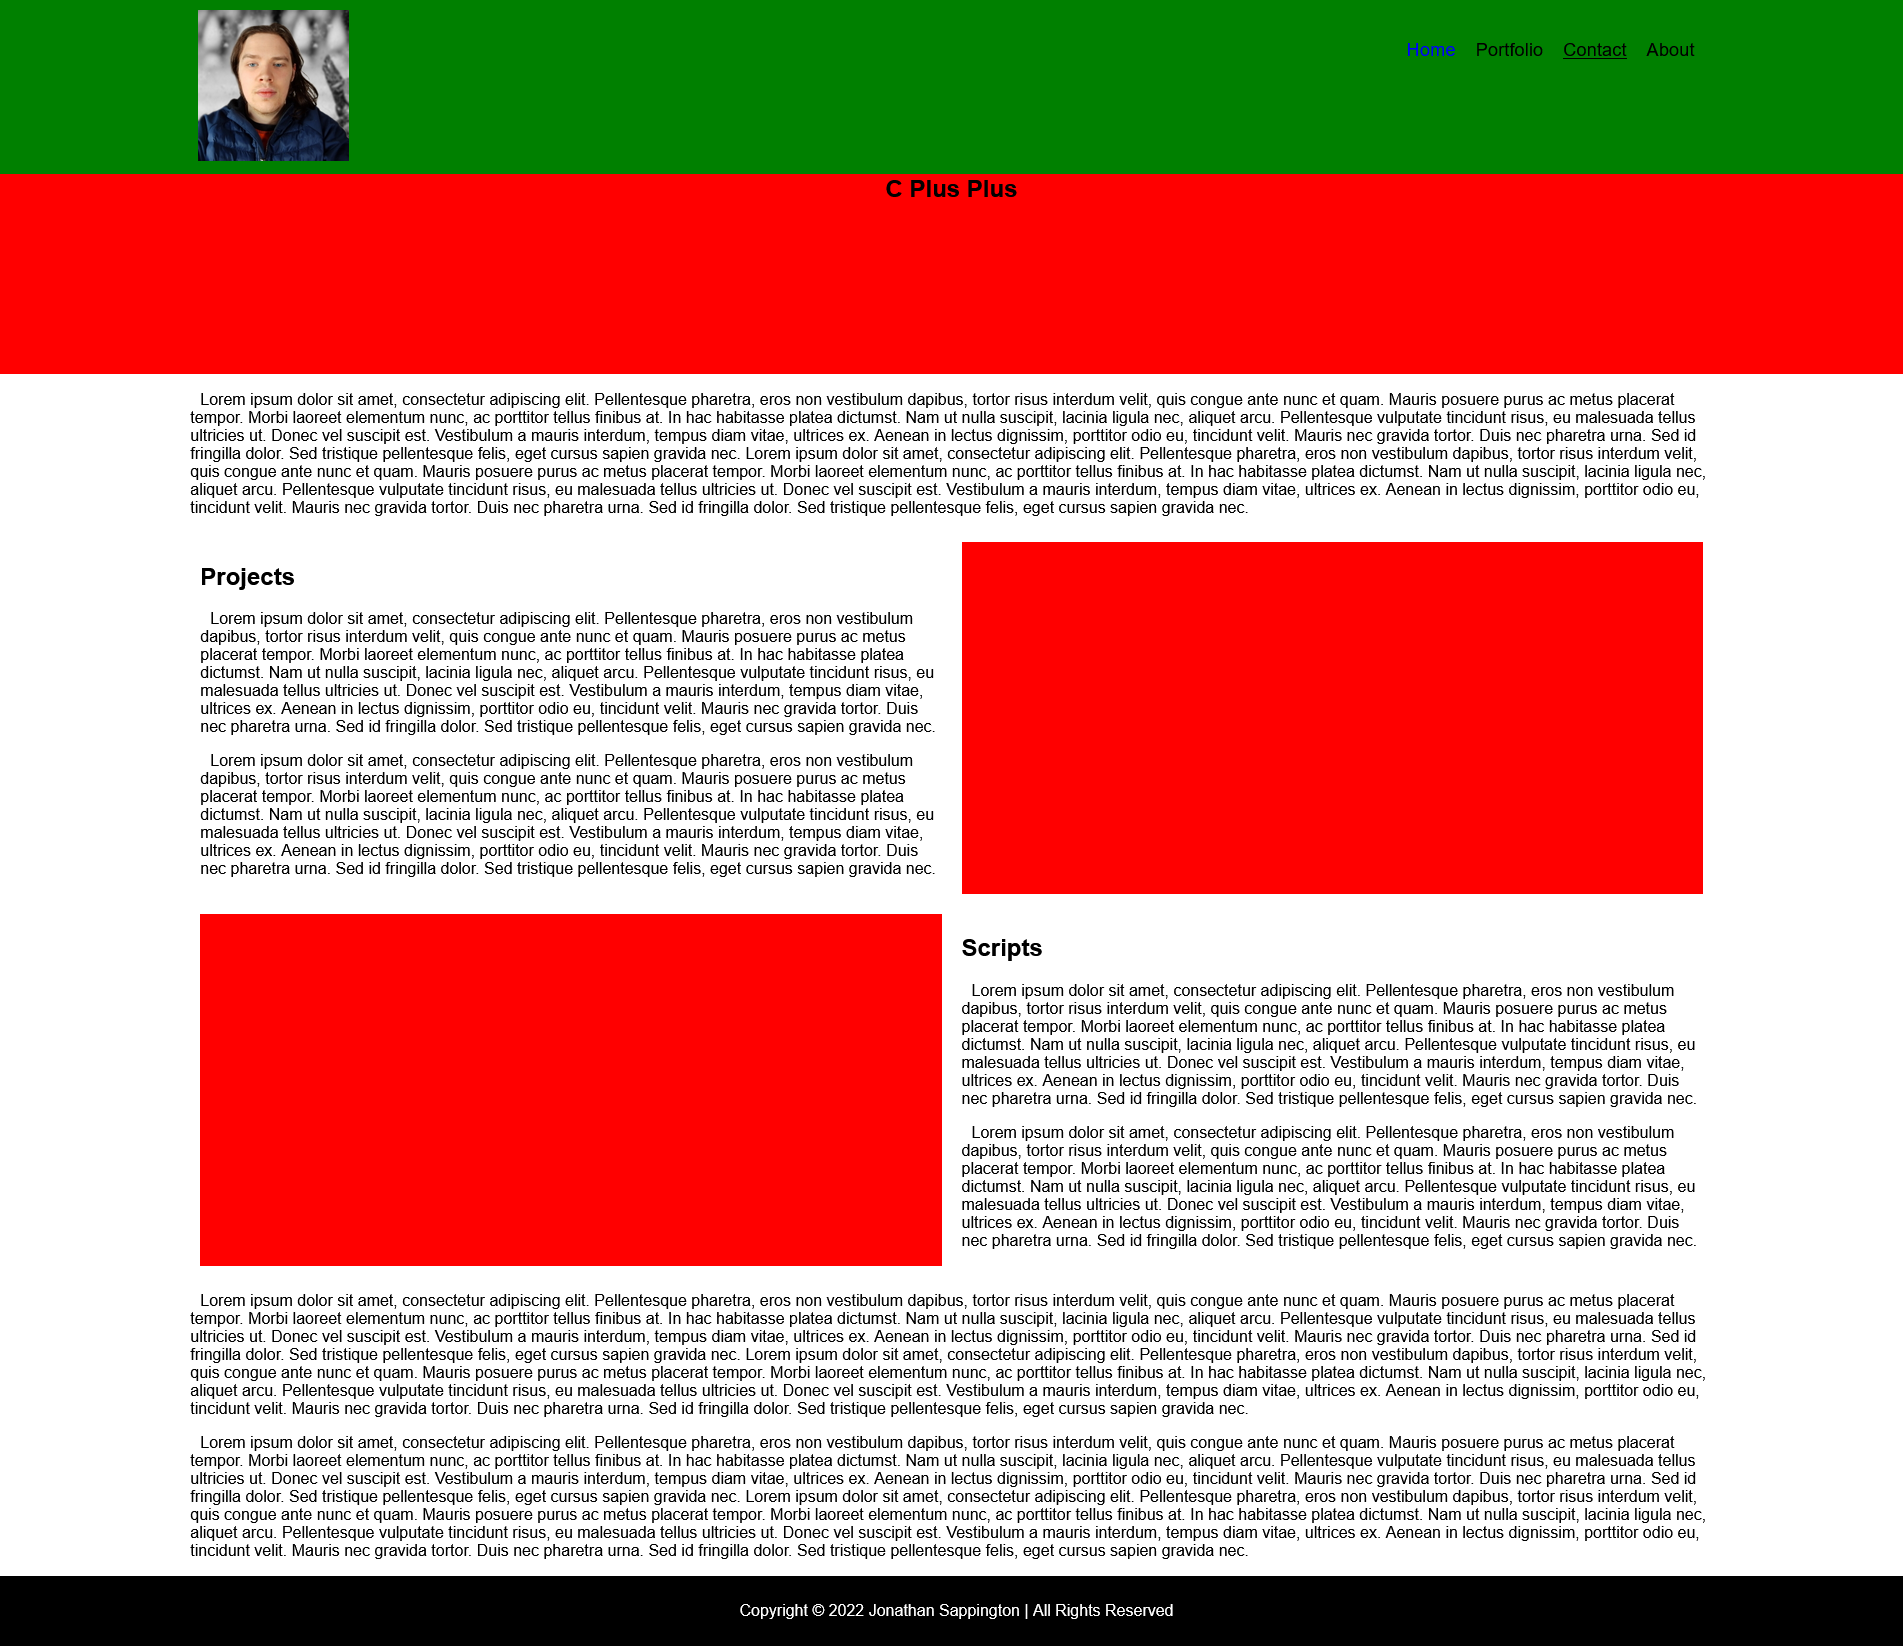 Home Portfolio Contact About
C Plus Plus
Lorem ipsum dolor sit amet, consectetur adipiscing elit. Pellentesque pharetra, eros non vestibulum dapibus, tortor risus interdum velit, quis congue ante nunc et quam. Mauris posuere purus ac metus placerat
tempor. Morbi laoreet elementum nunc, ac porttitor tellus finibus at. In hac habitasse platea dictumst. Nam ut nulla suscipit, lacinia ligula nec, aliquet arcu. Pellentesque vulputate tincidunt risus, eu malesuada tellus
ultricies ut. Donec vel suscipit est. Vestibulum a mauris interdum, tempus diam vitae, ultrices ex. Aenean in lectus dignissim, porttitor odio eu, tincidunt velit. Mauris nec gravida tortor. Duis nec pharetra urna. Sed id
fringilla dolor. Sed tristique pellentesque felis, eget cursus sapien gravida nec. Lorem ipsum dolor sit amet, consectetur adipiscing elit. Pellentesque pharetra, eros non vestibulum dapibus, tortor risus interdum velit,
quis congue ante nunc et quam. Mauris posuere purus ac metus placerat tempor. Morbi laoreet elementum nunc, ac porttitor tellus finibus at. In hac habitasse platea dictumst. Nam ut nulla suscipit, lacinia ligula nec,
aliquet arcu. Pellentesque vulputate tincidunt risus, eu malesuada tellus ultricies ut. Donec vel suscipit est. Vestibulum a mauris interdum, tempus diam vitae, ultrices ex. Aenean in lectus dignissim, porttitor odio eu,
tincidunt velit. Mauris nec gravida tortor. Duis nec pharetra urna. Sed id fringilla dolor. Sed tristique pellentesque felis, eget cursus sapien gravida nec.
Projects
Lorem ipsum dolor sit amet, consectetur adipiscing elit. Pellentesque pharetra, eros non vestibulum
dapibus, tortor risus interdum velit, quis congue ante nunc et quam. Mauris posuere purus ac metus
placerat tempor. Morbi laoreet elementum nunc, ac porttitor tellus finibus at. In hac habitasse platea
dictumst. Nam ut nulla suscipit, lacinia ligula nec, aliquet arcu. Pellentesque vulputate tincidunt risus, eu
malesuada tellus ultricies ut. Donec vel suscipit est. Vestibulum a mauris interdum, tempus diam vitae,
ultrices ex. Aenean in lectus dignissim, porttitor odio eu, tincidunt velit. Mauris nec gravida tortor. Duis
nec pharetra urna. Sed id fringilla dolor. Sed tristique pellentesque felis, eget cursus sapien gravida nec.
Lorem ipsum dolor sit amet, consectetur adipiscing elit. Pellentesque pharetra, eros non vestibulum
dapibus, tortor risus interdum velit, quis congue ante nunc et quam. Mauris posuere purus ac metus
placerat tempor. Morbi laoreet elementum nunc, ac porttitor tellus finibus at. In hac habitasse platea
dictumst. Nam ut nulla suscipit, lacinia ligula nec, aliquet arcu. Pellentesque vulputate tincidunt risus, eu
malesuada tellus ultricies ut. Donec vel suscipit est. Vestibulum a mauris interdum, tempus diam vitae,
ultrices ex. Aenean in lectus dignissim, porttitor odio eu, tincidunt velit. Mauris nec gravida tortor. Duis
nec pharetra urna. Sed id fringilla dolor. Sed tristique pellentesque felis, eget cursus sapien gravida nec.
Scripts
Lorem ipsum dolor sit amet, consectetur adipiscing elit. Pellentesque pharetra, eros non vestibulum
dapibus, tortor risus interdum velit, quis congue ante nunc et quam. Mauris posuere purus ac metus
placerat tempor. Morbi laoreet elementum nunc, ac porttitor tellus finibus at. In hac habitasse platea
dictumst. Nam ut nulla suscipit, lacinia ligula nec, aliquet arcu. Pellentesque vulputate tincidunt risus, eu
malesuada tellus ultricies ut. Donec vel suscipit est. Vestibulum a mauris interdum, tempus diam vitae,
ultrices ex. Aenean in lectus dignissim, porttitor odio eu, tincidunt velit. Mauris nec gravida tortor. Duis
nec pharetra urna. Sed id fringilla dolor. Sed tristique pellentesque felis, eget cursus sapien gravida nec.
Lorem ipsum dolor sit amet, consectetur adipiscing elit. Pellentesque pharetra, eros non vestibulum
dapibus, tortor risus interdum velit, quis congue ante nunc et quam. Mauris posuere purus ac metus
placerat tempor. Morbi laoreet elementum nunc, ac porttitor tellus finibus at. In hac habitasse platea
dictumst. Nam ut nulla suscipit, lacinia ligula nec, aliquet arcu. Pellentesque vulputate tincidunt risus, eu
malesuada tellus ultricies ut. Donec vel suscipit est. Vestibulum a mauris interdum, tempus diam vitae,
ultrices ex. Aenean in lectus dignissim, porttitor odio eu, tincidunt velit. Mauris nec gravida tortor. Duis
nec pharetra urna. Sed id fringilla dolor. Sed tristique pellentesque felis, eget cursus sapien gravida nec.
Lorem ipsum dolor sit amet, consectetur adipiscing elit. Pellentesque pharetra, eros non vestibulum dapibus, tortor risus interdum velit, quis congue ante nunc et quam. Mauris posuere purus ac metus placerat
tempor. Morbi laoreet elementum nunc, ac porttitor tellus finibus at. In hac habitasse platea dictumst. Nam ut nulla suscipit, lacinia ligula nec, aliquet arcu. Pellentesque vulputate tincidunt risus, eu malesuada tellus
ultricies ut. Donec vel suscipit est. Vestibulum a mauris interdum, tempus diam vitae, ultrices ex. Aenean in lectus dignissim, porttitor odio eu, tincidunt velit. Mauris nec gravida tortor. Duis nec pharetra urna. Sed id
fringilla dolor. Sed tristique pellentesque felis, eget cursus sapien gravida nec. Lorem ipsum dolor sit amet, consectetur adipiscing elit. Pellentesque pharetra, eros non vestibulum dapibus, tortor risus interdum velit,
quis congue ante nunc et quam. Mauris posuere purus ac metus placerat tempor. Morbi laoreet elementum nunc, ac porttitor tellus finibus at. In hac habitasse platea dictumst. Nam ut nulla suscipit, lacinia ligula nec,
aliquet arcu. Pellentesque vulputate tincidunt risus, eu malesuada tellus ultricies ut. Donec vel suscipit est. Vestibulum a mauris interdum, tempus diam vitae, ultrices ex. Aenean in lectus dignissim, porttitor odio eu,
tincidunt velit. Mauris nec gravida tortor. Duis nec pharetra urna. Sed id fringilla dolor. Sed tristique pellentesque felis, eget cursus sapien gravida nec.
Lorem ipsum dolor sit amet, consectetur adipiscing elit. Pellentesque pharetra, eros non vestibulum dapibus, tortor risus interdum velit, quis congue ante nunc et quam. Mauris posuere purus ac metus placerat
tempor. Morbi laoreet elementum nunc, ac porttitor tellus finibus at. In hac habitasse platea dictumst. Nam ut nulla suscipit, lacinia ligula nec, aliquet arcu. Pellentesque vulputate tincidunt risus, eu malesuada tellus
ultricies ut. Donec vel suscipit est. Vestibulum a mauris interdum, tempus diam vitae, ultrices ex. Aenean in lectus dignissim, porttitor odio eu, tincidunt velit. Mauris nec gravida tortor. Duis nec pharetra urna. Sed id
fringilla dolor. Sed tristique pellentesque felis, eget cursus sapien gravida nec. Lorem ipsum dolor sit amet, consectetur adipiscing elit. Pellentesque pharetra, eros non vestibulum dapibus, tortor risus interdum velit,
quis congue ante nunc et quam. Mauris posuere purus ac metus placerat tempor. Morbi laoreet elementum nunc, ac porttitor tellus finibus at. In hac habitasse platea dictumst. Nam ut nulla suscipit, lacinia ligula nec,
aliquet arcu. Pellentesque vulputate tincidunt risus, eu malesuada tellus ultricies ut. Donec vel suscipit est. Vestibulum a mauris interdum, tempus diam vitae, ultrices ex. Aenean in lectus dignissim, porttitor odio eu,
tincidunt velit. Mauris nec gravida tortor. Duis nec pharetra urna. Sed id fringilla dolor. Sed tristique pellentesque felis, eget cursus sapien gravida nec.
Copyright © 2022 Jonathan Sappington | All Rights Reserved